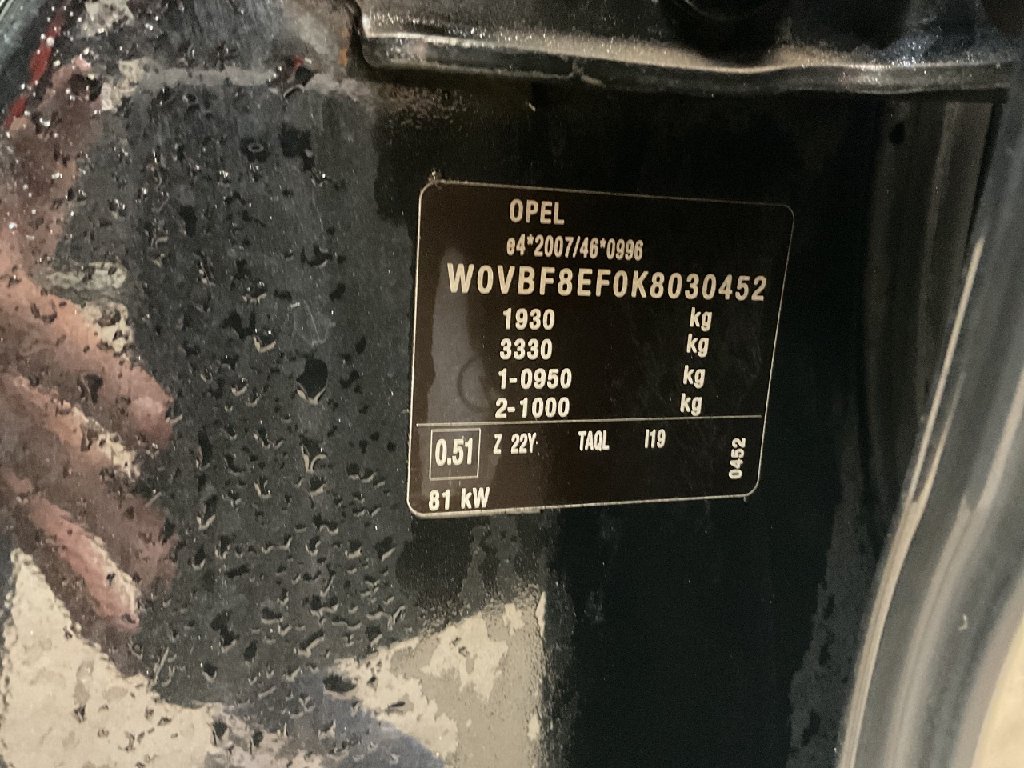 OPEL
e4*2007/46*0996
W0VBF8EF0K8030452
1930 kg
3330 kg
1-0950 kg
2-1000 kg
0.51 Z 22Y TAQL I19
0452
81 kW